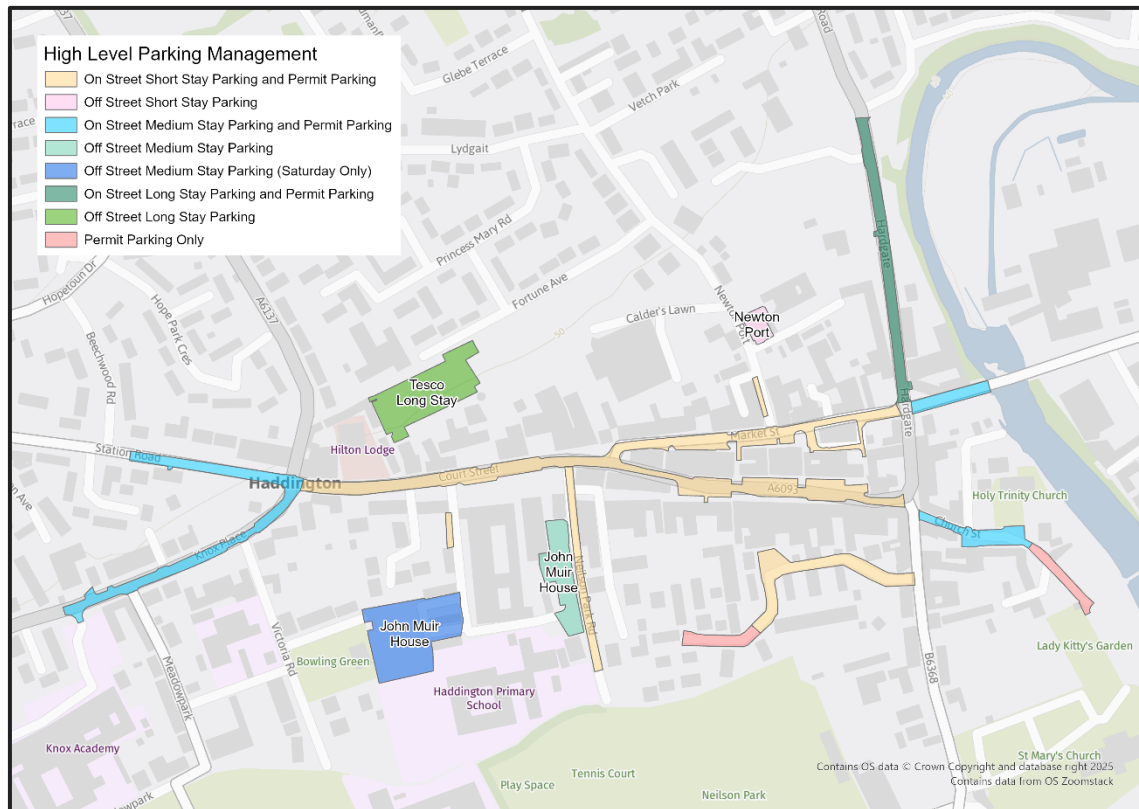 High Level Parking Management
On Street Short Stay Parking and Permit Parking
Off Street Short Stay Parking
On Street Medium Stay Parking and Permit Parking
Off Street Medium Stay Parking
Off Street Medium Stay Parking (Saturday Only)
On Street Long Stay Parking and Permit Parking
Off Street Long Stay Parking
Permit Parking Only
Road
Glebe Terrace
Vetch Park
Lydgait
Princess Mary Rd
Fortune Ave
Hopetoun Dr
Hope Park Cres
A6137
Beechwood Rd
Calder's Lawn
50
Newton Port
Newton
Port
Hardgate
Hardgate
Tesco
Long Stay
Hilton Lodge
Station Road
Haddington
Court Street
Market St
A6093
Holy Trinity Church
Church St
Knox Place
John
Muir
House
Neilson Park Rd
John Muir
House
Victoria Rd
Bowling Green
Haddington Primary
School
Meadowpark
Knox Academy
B6368
Lady Kitty's Garden
St Mary's Church
Play Space
Tennis Court
Neilson Park
Contains OS data © Crown Copyright and database right 2025
Contains data from OS Zoomstack